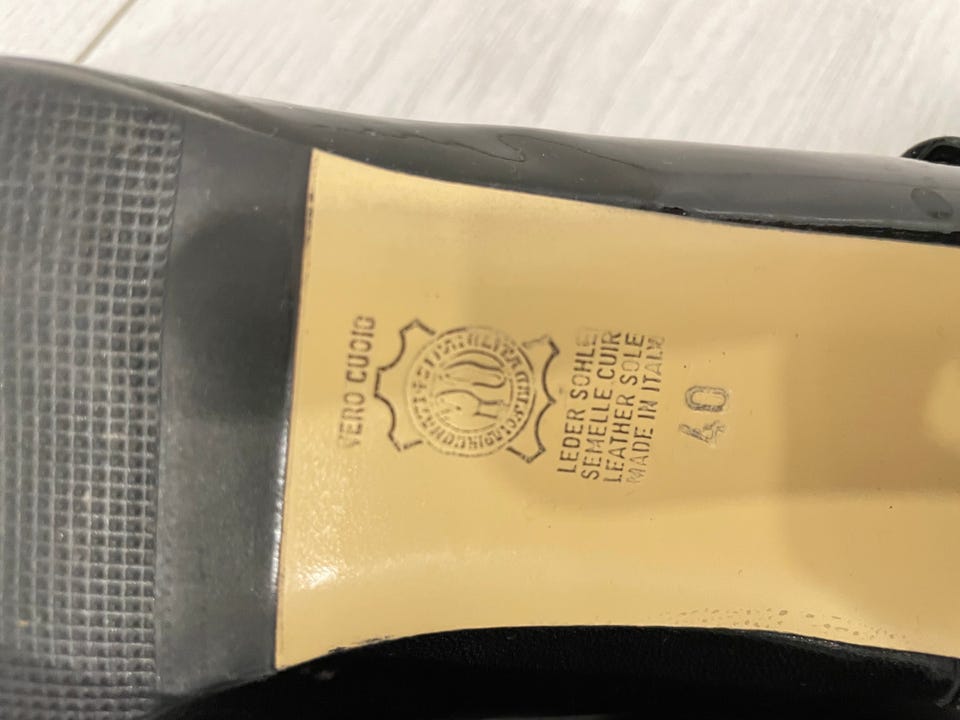 VERO CUOIO
LEDER SOHLE
SEMELLE CUIR
LEATHER SOLE
MADE IN ITALY
40